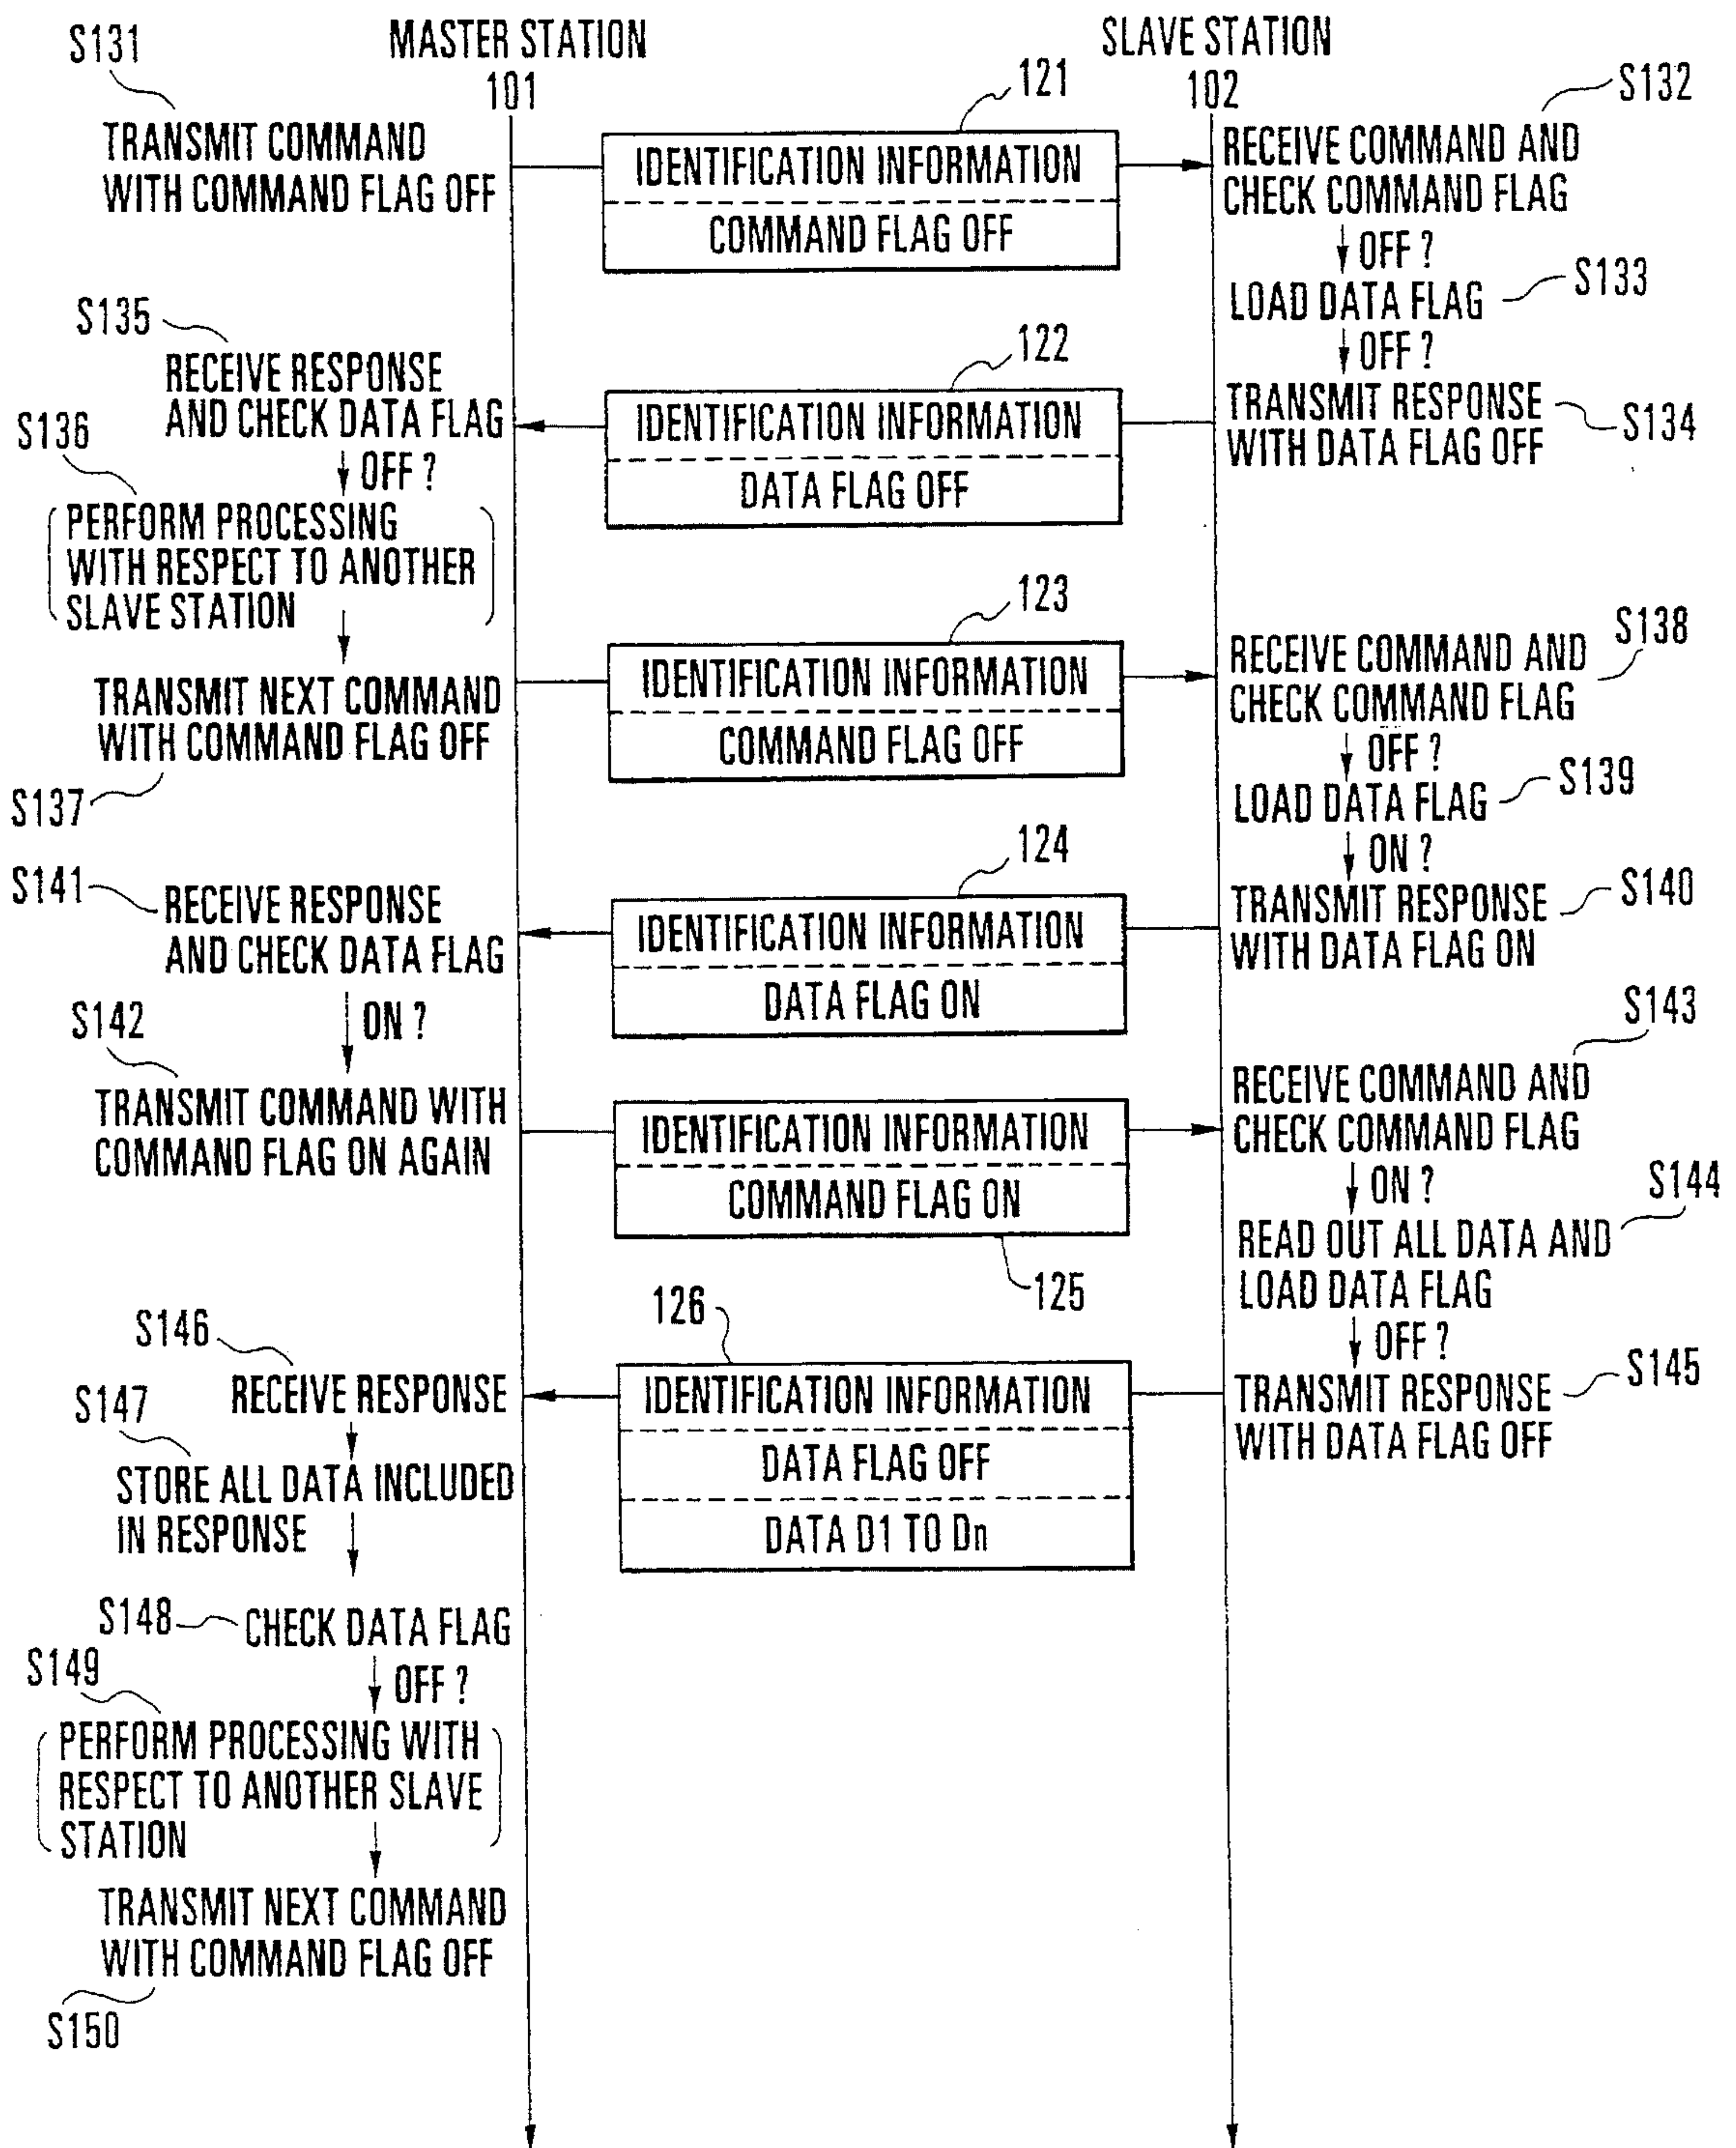 S131
MASTER STATION
101
SLAVE STATION
102
S132
121
TRANSMIT COMMAND
WITH COMMAND FLAG OFF
IDENTIFICATION INFORMATION
COMMAND FLAG OFF
RECEIVE COMMAND AND
CHECK COMMAND FLAG
OFF ?
LOAD DATA FLAG
S133
OFF ?
TRANSMIT RESPONSE
WITH DATA FLAG OFF
S134
122
IDENTIFICATION INFORMATION
DATA FLAG OFF
S135
RECEIVE RESPONSE
AND CHECK DATA FLAG
OFF ?
S136
PERFORM PROCESSING
WITH RESPECT TO ANOTHER
SLAVE STATION
TRANSMIT NEXT COMMAND
WITH COMMAND FLAG OFF
S137
123
IDENTIFICATION INFORMATION
COMMAND FLAG OFF
S138
RECEIVE COMMAND AND
CHECK COMMAND FLAG
OFF ?
LOAD DATA FLAG
S139
ON ?
TRANSMIT RESPONSE
WITH DATA FLAG ON
S140
124
IDENTIFICATION INFORMATION
DATA FLAG ON
S141
RECEIVE RESPONSE
AND CHECK DATA FLAG
ON ?
S142
TRANSMIT COMMAND WITH
COMMAND FLAG ON AGAIN
IDENTIFICATION INFORMATION
COMMAND FLAG ON
125
S143
RECEIVE COMMAND AND
CHECK COMMAND FLAG
ON ?
S144
READ OUT ALL DATA AND
LOAD DATA FLAG
OFF ?
TRANSMIT RESPONSE
WITH DATA FLAG OFF
S145
126
IDENTIFICATION INFORMATION
DATA FLAG OFF
DATA D1 TO Dn
S146
RECEIVE RESPONSE
S147
STORE ALL DATA INCLUDED
IN RESPONSE
S148
CHECK DATA FLAG
OFF ?
S149
PERFORM PROCESSING WITH
RESPECT TO ANOTHER SLAVE
STATION
TRANSMIT NEXT COMMAND
WITH COMMAND FLAG OFF
S150